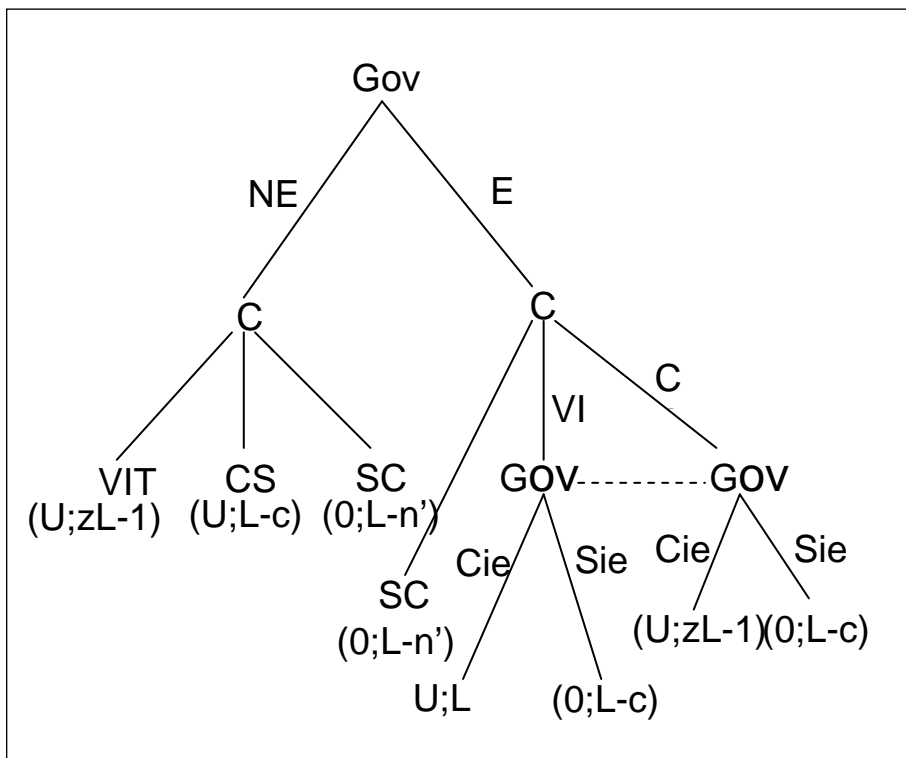 Gov
NE E
C C
C
VI
VIT CS SC Gov Gov
(U;zL-1) (U;L-c) (0;L-n’)
Cie Sie Cie Sie
SC
(0;L-n’) (U;zL-1) (0;L-c)
U;L (0;L-c)